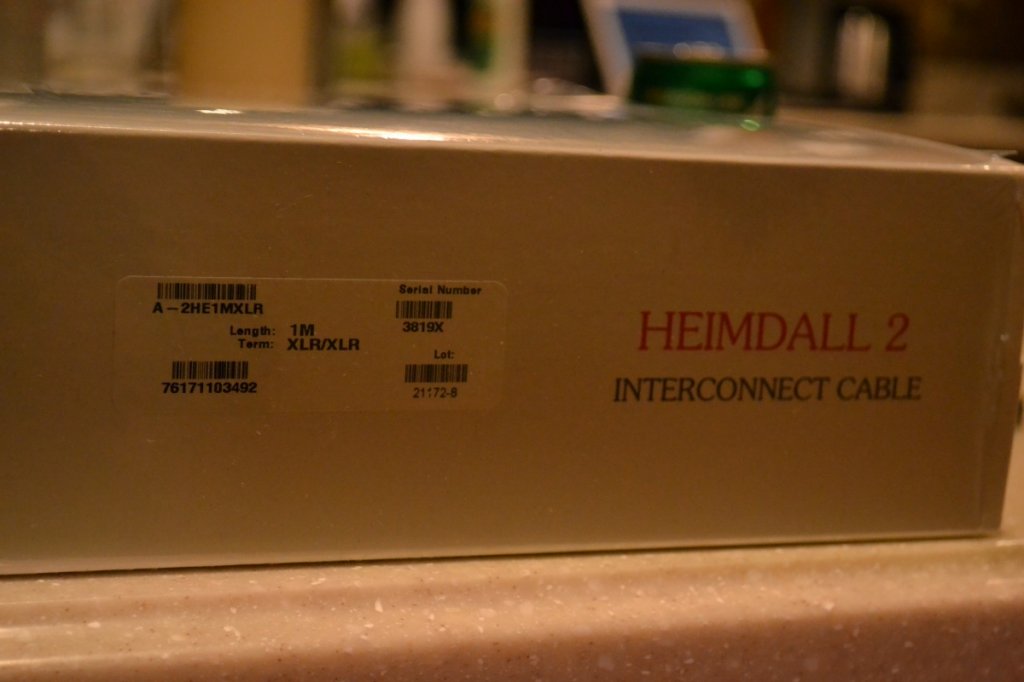 A-2HE1MXLR
Length: 1M
Term: XLR/XLR
76171103492
Serial Number
3819X
Lot:
21172-8
HEIMDALL 2
INTERCONNECT CABLE